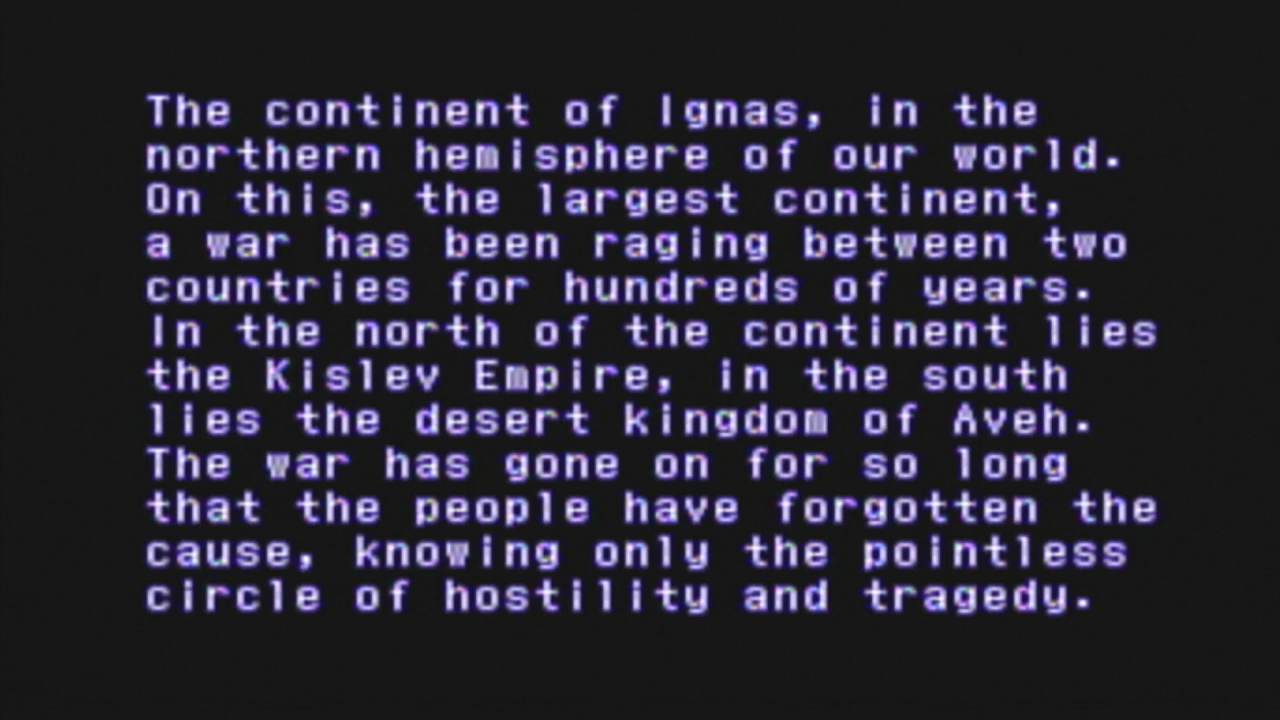 The continent of Ignas, in the
northern hemisphere of our world.
On this, the largest continent,
a war has been raging between two
countries for hundreds of years.
In the north of the continent lies
the Kislev Empire, in the south
lies the desert kingdom of Aveh.
The war has gone on for so long
that the people have forgotten the
cause, knowing only the pointless
circle of hostility and tragedy.